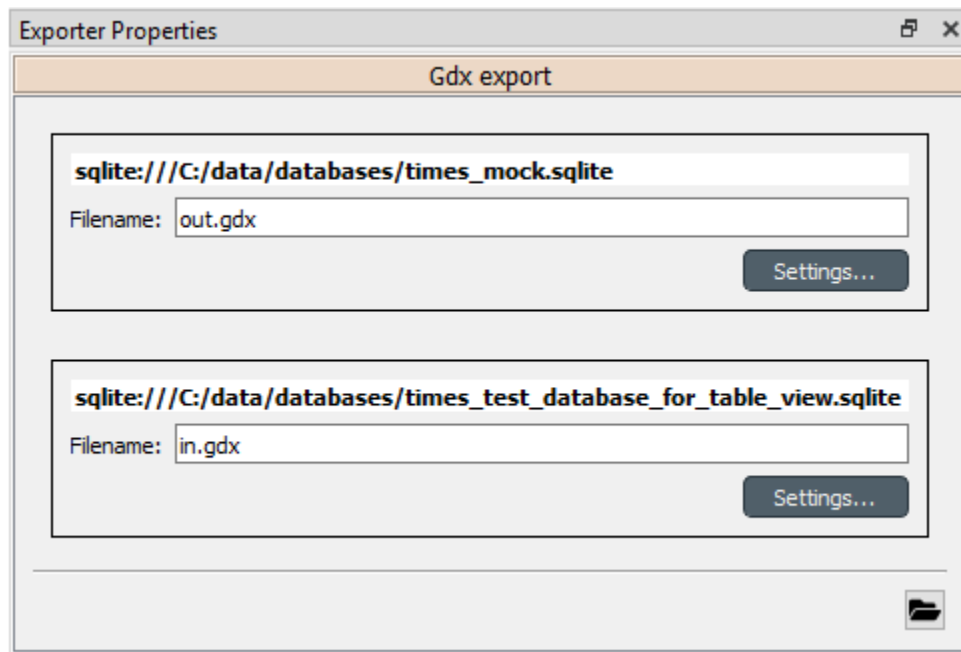 Exporter Properties
Gdx export
sqlite:///C:/data/databases/times_mock.sqlite
Filename: out.gdx
Settings...
sqlite:///C:/data/databases/times_test_database_for_table_view.sqlite
Filename: in.gdx
Settings...